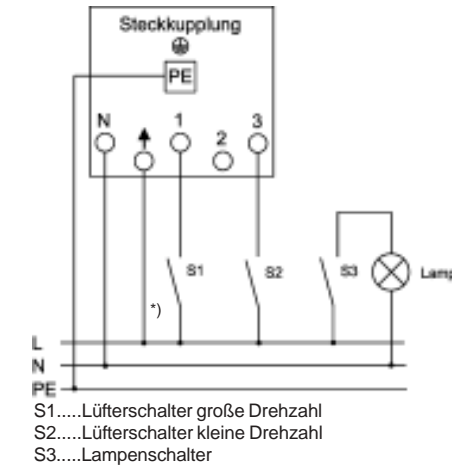 Steckkupplung
PE
N 1 2 3
S1 S2 S3
*)
L
N
PE
S1.....Lüfterschalter große Drehzahl
S2.....Lüfterschalter kleine Drehzahl
S3.....Lampenschalter